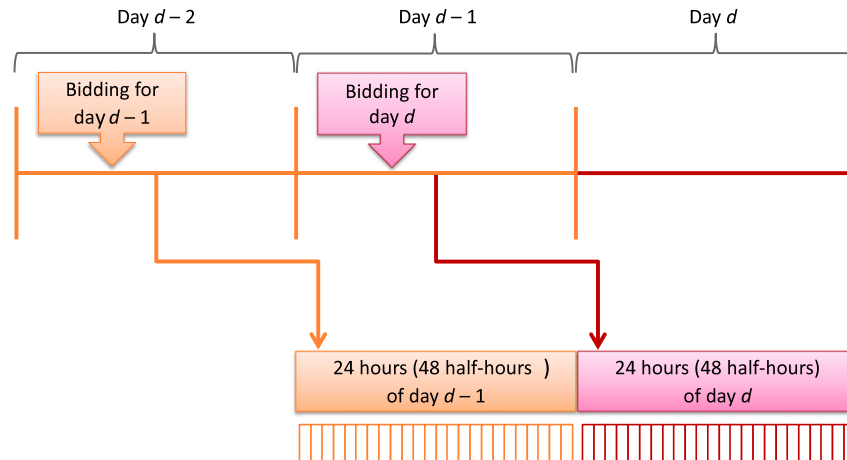 Day d – 2
Day d – 1
Day d
Bidding for
day d – 1
Bidding for
day d
24 hours (48 half-hours )
of day d – 1
24 hours (48 half-hours)
of day d